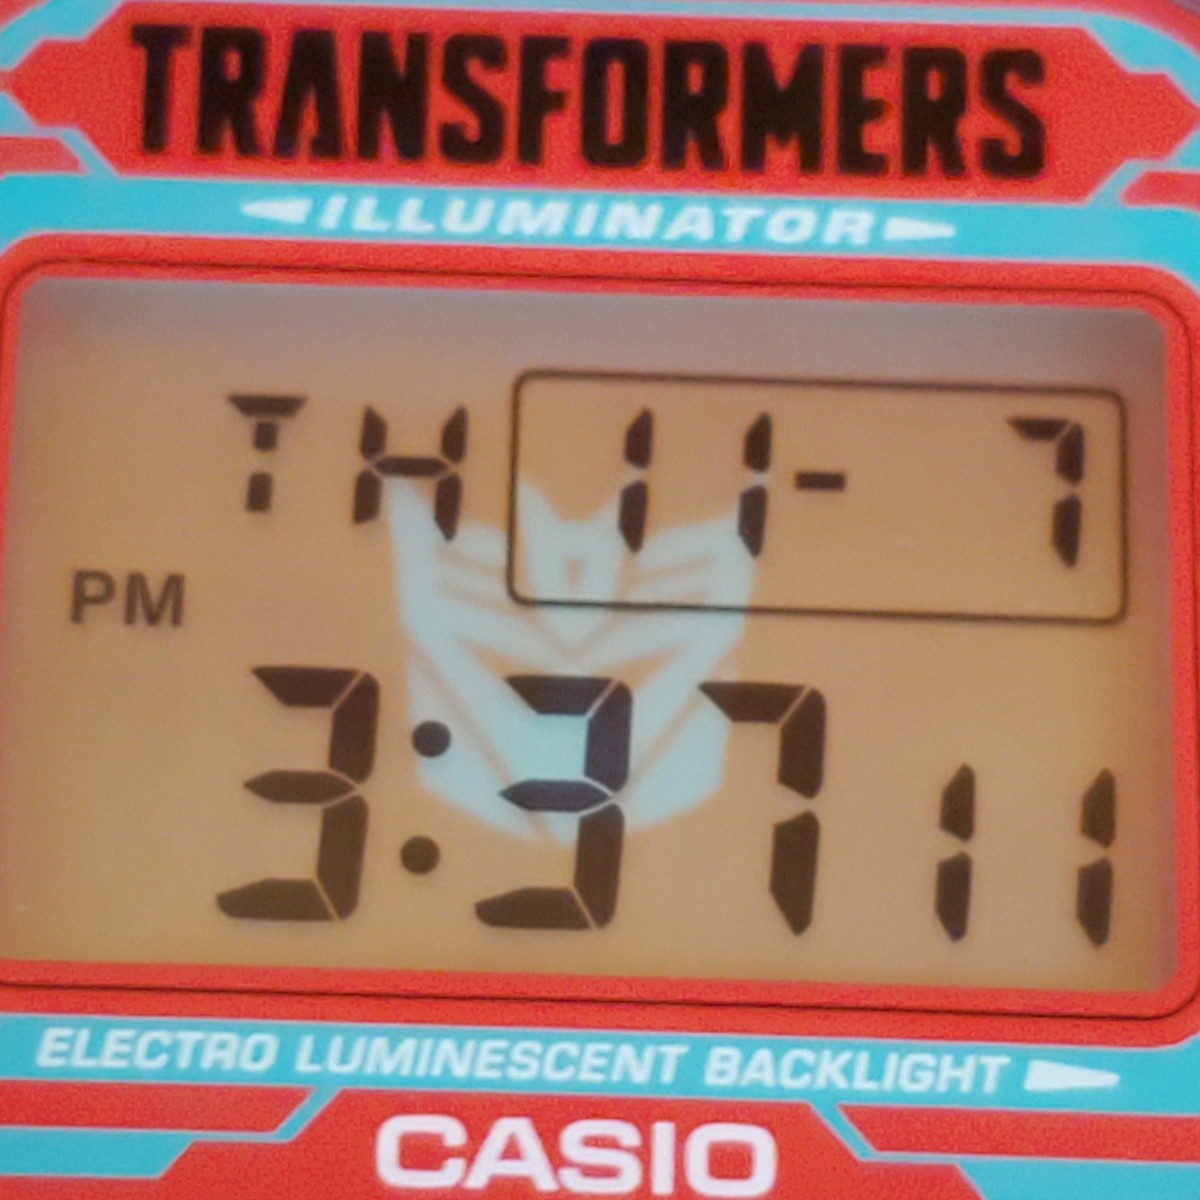 TRANSFORMERS
ILLUMINATOR
TH 11-7
PM
3:37 11
ELECTRO LUMINESCENT BACKLIGHT
CASIO